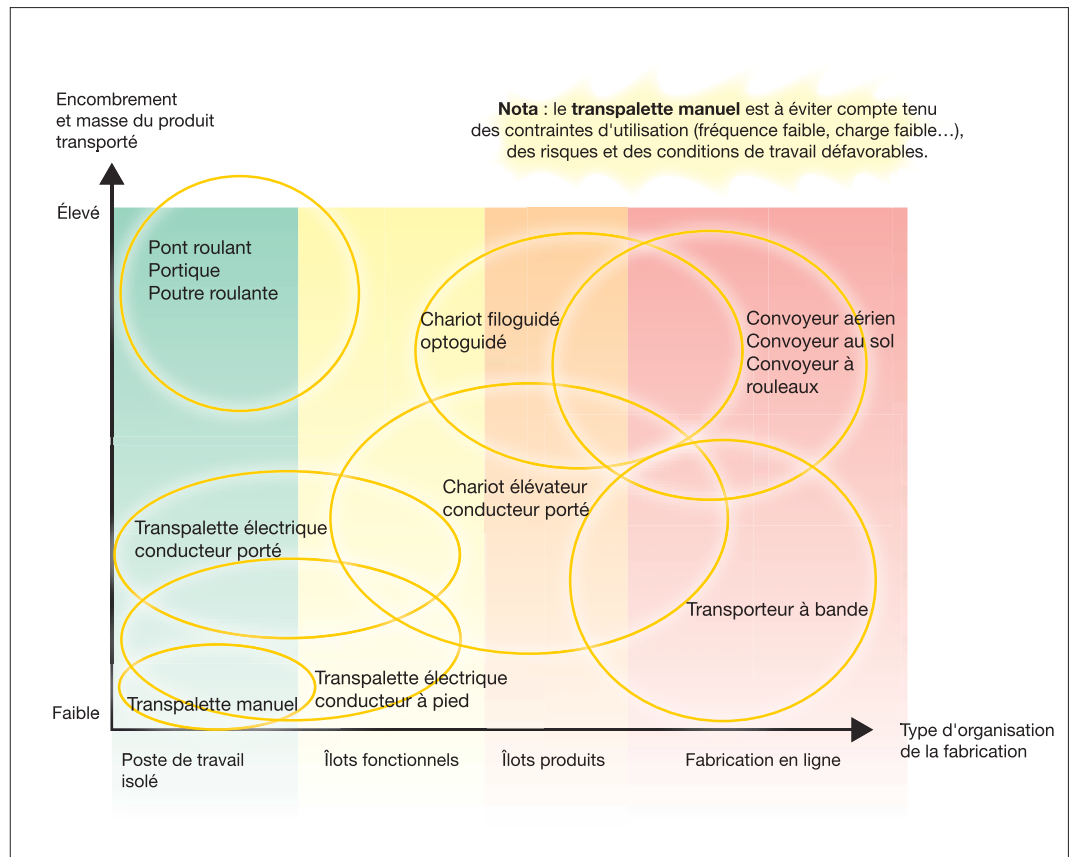 Encombrement
et masse du produit
transporté
Nota : le transpalette manuel est à éviter compte tenu
des contraintes d'utilisation (fréquence faible, charge faible…),
des risques et des conditions de travail défavorables.
Élevé
Pont roulant
Portique
Poutre roulante
Chariot filoguidé
optoguidé
Convoyeur aérien
Convoyeur au sol
Convoyeur à
rouleaux
Chariot élévateur
conducteur porté
Transpalette électrique
conducteur porté
Transporteur à bande
Transpalette électrique
conducteur à pied
Transpalette manuel
Faible
Type d'organisation
de la fabrication
Poste de travail
isolé
Îlots fonctionnels
Îlots produits
Fabrication en ligne